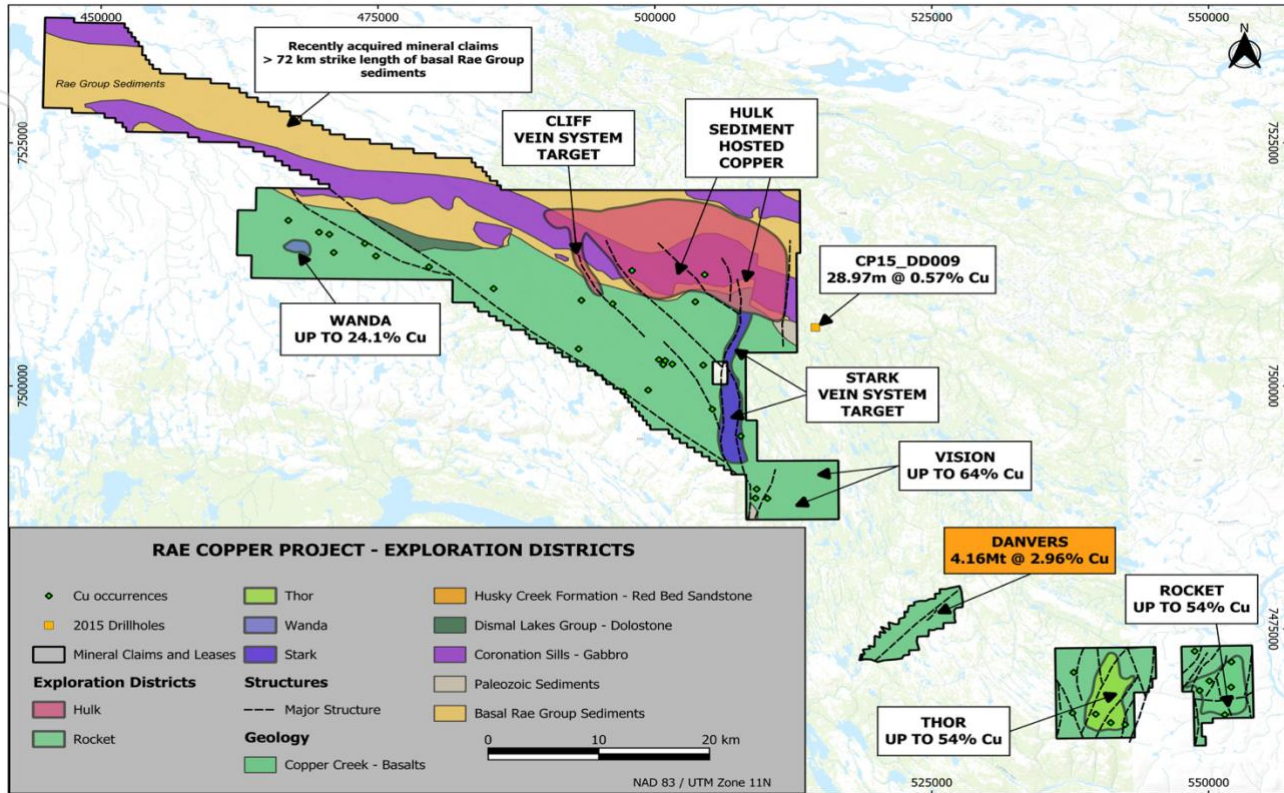 450000
475000
500000
525000
550000
N
Recently acquired mineral claims
> 72 km strike length of basal Rae Group
sediments
Rae Group Sediments
7525000
7525000
CLIFF
VEIN SYSTEM
TARGET
HULK
SEDIMENT
HOSTED
COPPER
CP15_DD009
28.97m @ 0.57% Cu
WANDA
UP TO 24.1% Cu
7500000
7500000
STARK
VEIN SYSTEM
TARGET
VISION
UP TO 64% Cu
DANVERS
4.16Mt @ 2.96% Cu
ROCKET
UP TO 54% Cu
7475000
THOR
UP TO 54% Cu
525000
550000
RAE COPPER PROJECT - EXPLORATION DISTRICTS
Cu occurrences
2015 Drillholes
Mineral Claims and Leases
Exploration Districts
Hulk
Rocket
Thor
Wanda
Stark
Structures
Major Structure
Geology
Copper Creek - Basalts
Husky Creek Formation - Red Bed Sandstone
Dismal Lakes Group - Dolostone
Coronation Sills - Gabbro
Paleozoic Sediments
Basal Rae Group Sediments
0 10 20 km
NAD 83 / UTM Zone 11N